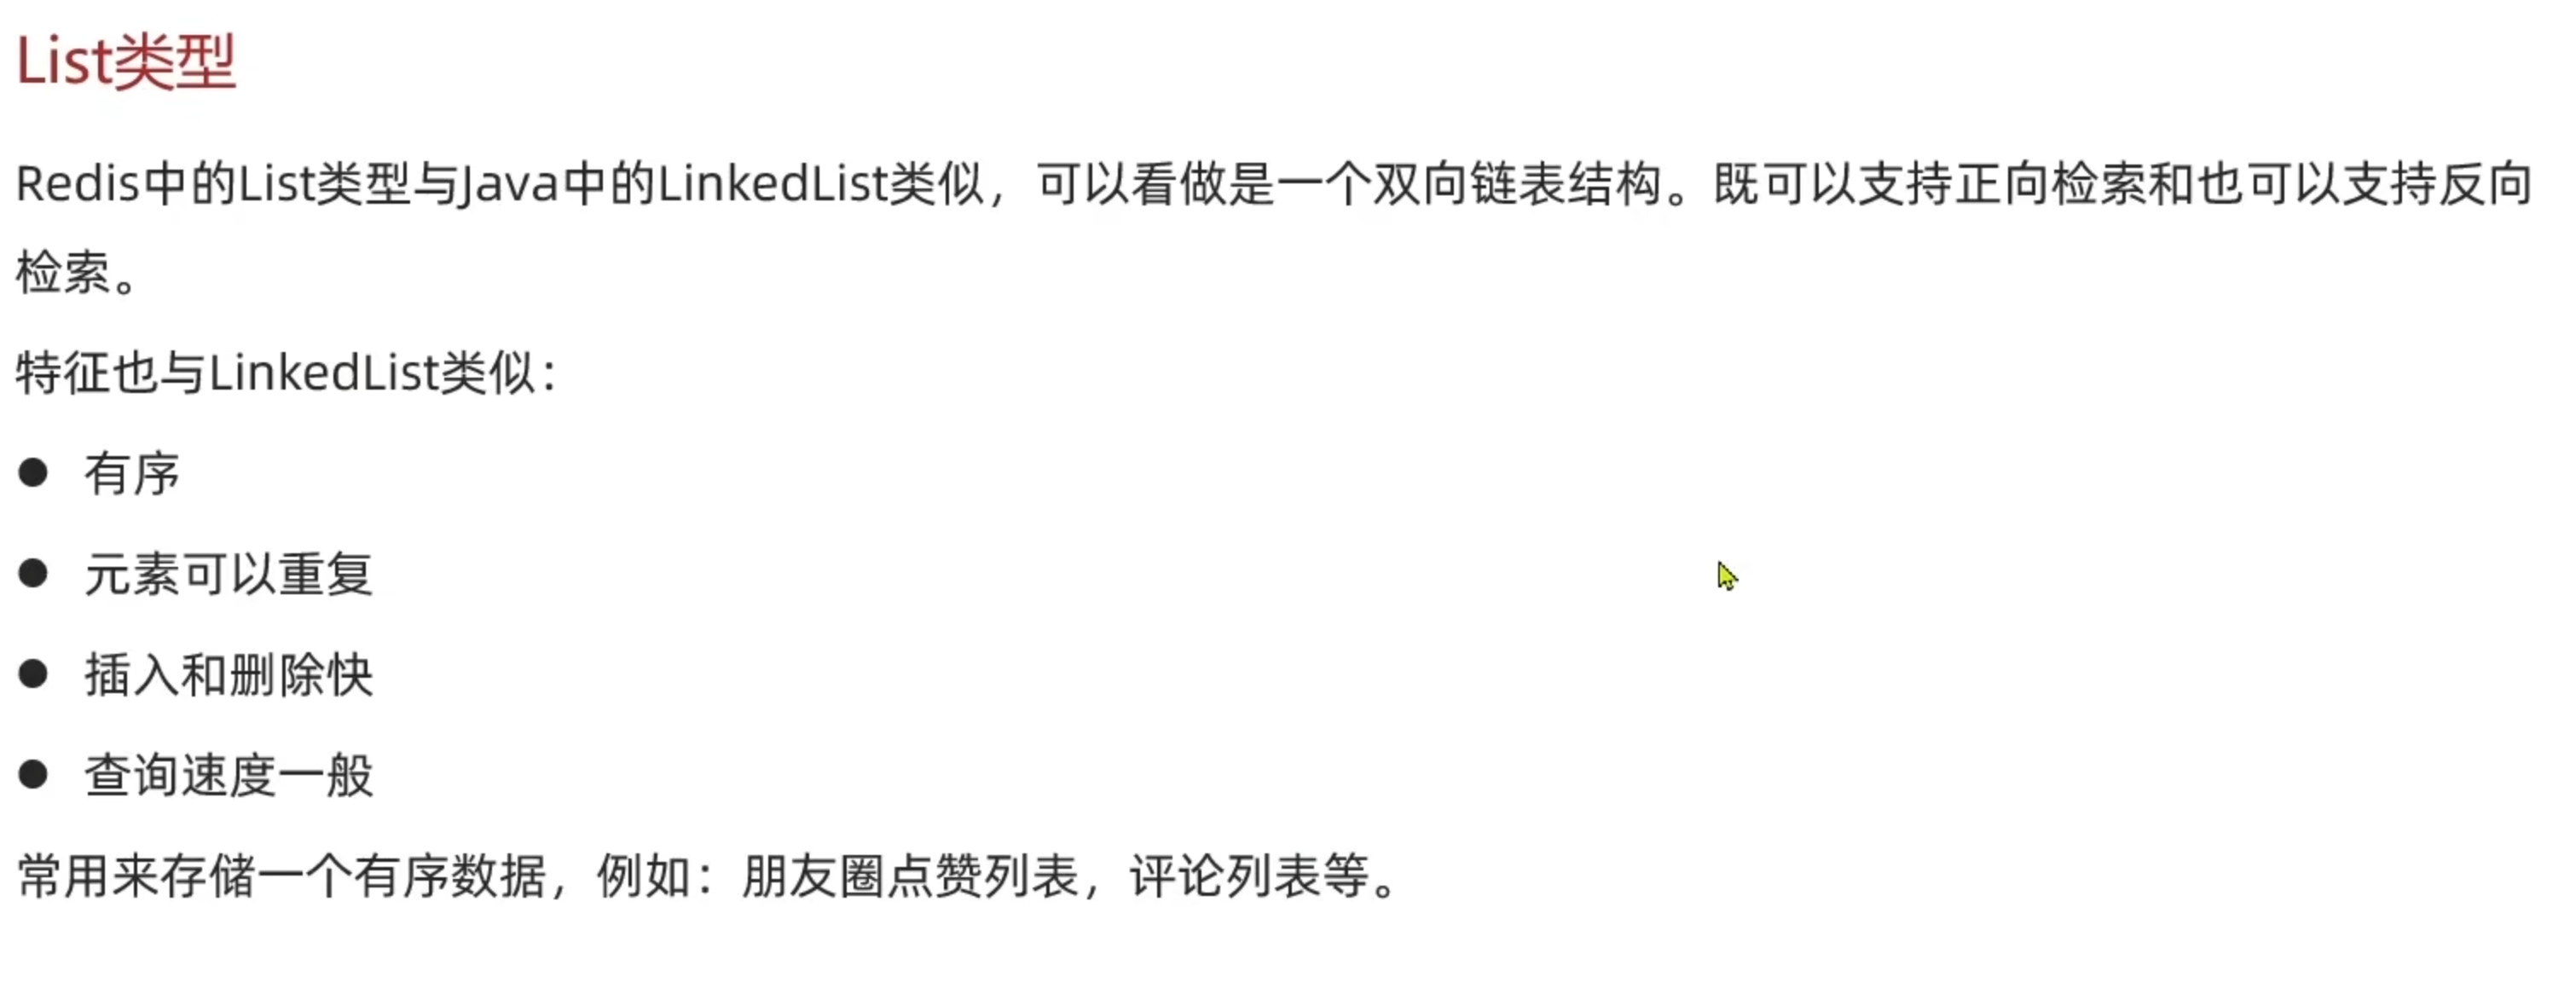 List类型
Redis中的List类型与Java中的LinkedList类似，可以看做是一个双向链表结构。既可以支持正向检索和也可以支持反向
检索。
特征也与LinkedList类似：
● 有序
● 元素可以重复
● 插入和删除快
● 查询速度一般
常用来存储一个有序数据，例如：朋友圈点赞列表，评论列表等。